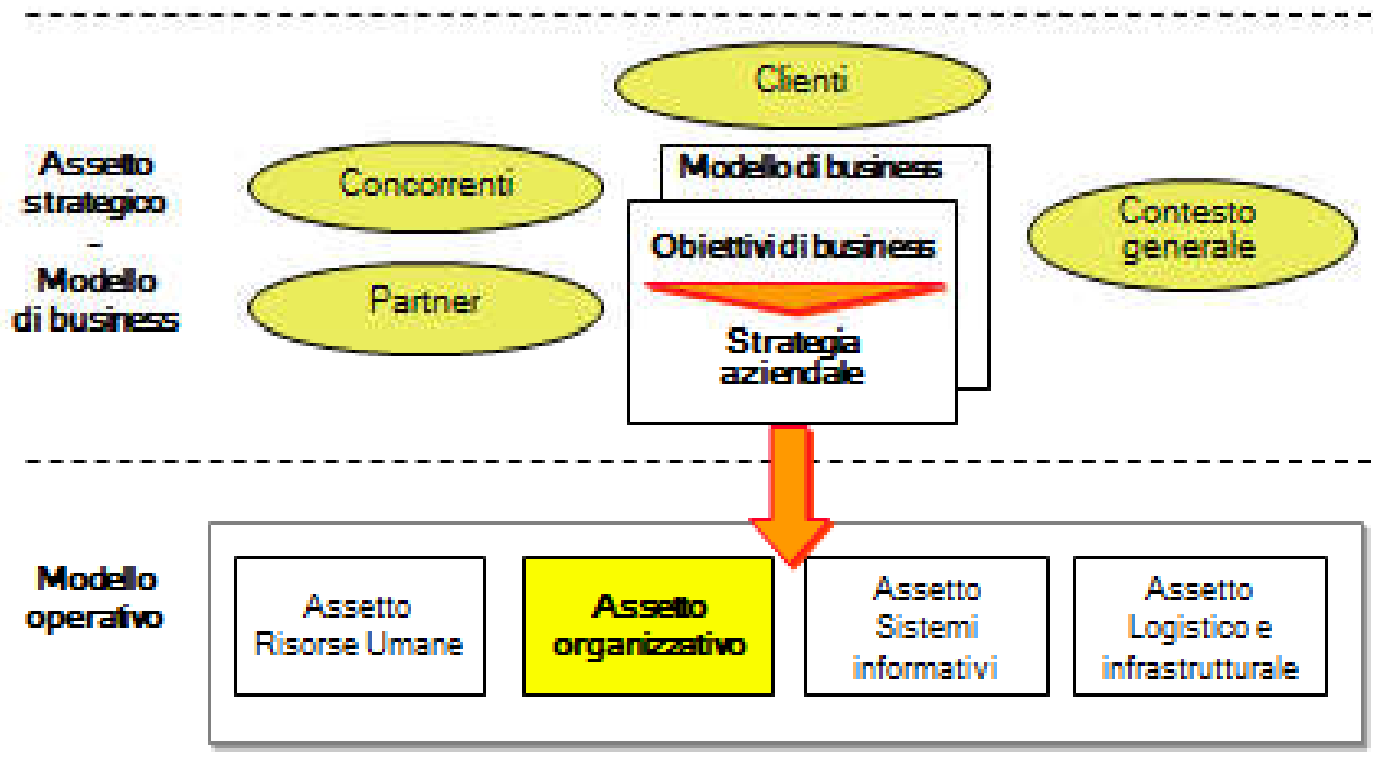 Clienti
Assetto
strategico
-
Modello
di business
Concorrenti
Partner
Modello di business
Obiettivi di business
Strategia
aziendale
Contesto
generale
Modello
operativo
Assetto
Risorse Umane
Assetto
organizzativo
Assetto
Sistemi
informativi
Assetto
Logistico e
infrastrutturale